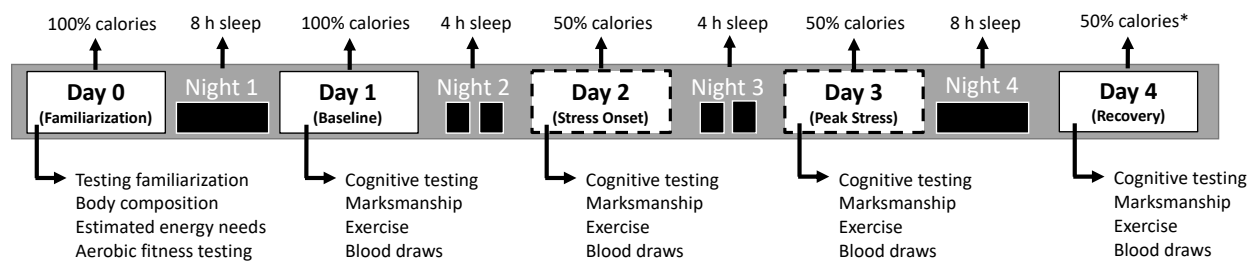 100% calories
8 h sleep
100% calories
4 h sleep
50% calories
4 h sleep
50% calories
8 h sleep
50% calories*
Day 0
(Familiarization)
Night 1
Day 1
(Baseline)
Night 2
Day 2
(Stress Onset)
Night 3
Day 3
(Peak Stress)
Night 4
Day 4
(Recovery)
Testing familiarization
Body composition
Estimated energy needs
Aerobic fitness testing
Cognitive testing
Marksmanship
Exercise
Blood draws
Cognitive testing
Marksmanship
Exercise
Blood draws
Cognitive testing
Marksmanship
Exercise
Blood draws
Cognitive testing
Marksmanship
Exercise
Blood draws